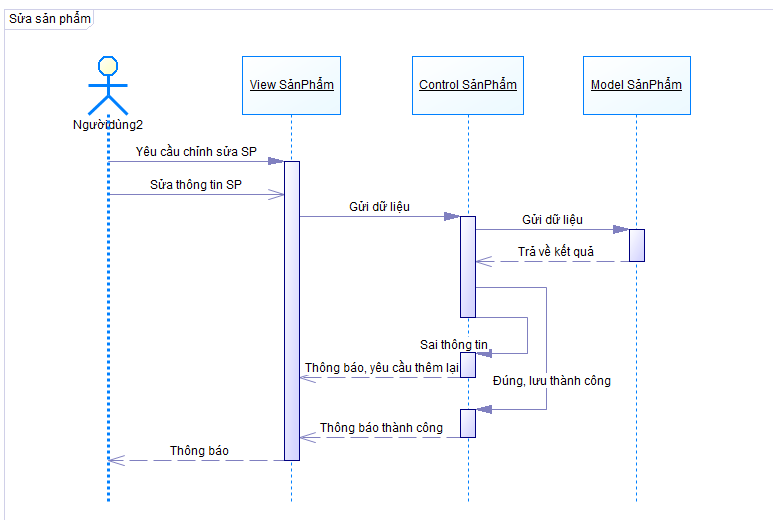 Sửa sản phẩm
Người dùng2
View SảnPhẩm
Control SảnPhẩm
Model SảnPhẩm
Yêu cầu chỉnh sửa SP
Sửa thông tin SP
Gửi dữ liệu
Gửi dữ liệu
Trả về kết quả
Sai thông tin
Thông báo, yêu cầu thêm lại
Đúng, lưu thành công
Thông báo thành công
Thông báo